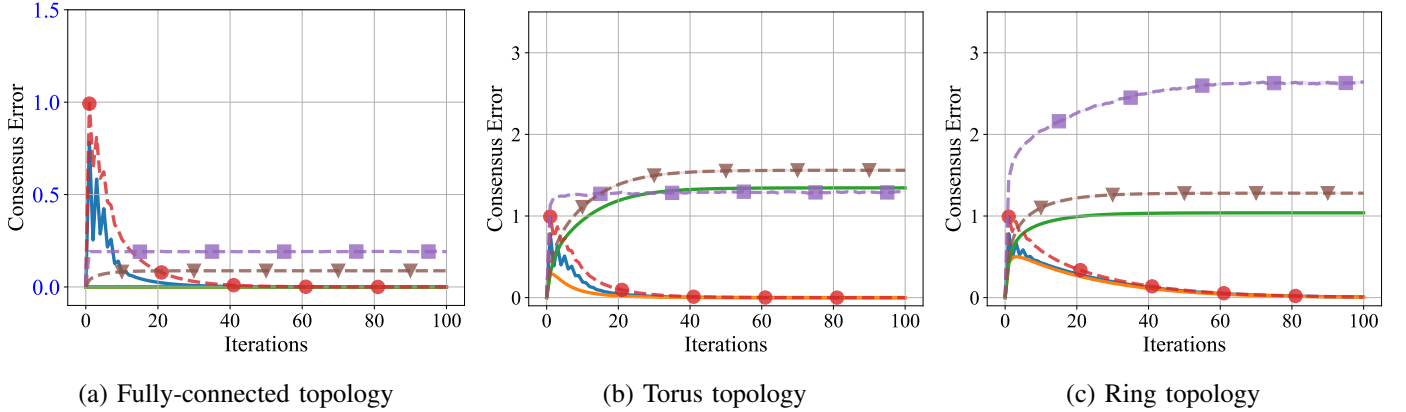 1.5
1.0
0.5
0.0
Consensus Error
0 20 40 60 80 100
Iterations
(a) Fully-connected topology
3
2
1
0
Consensus Error
0 20 40 60 80 100
Iterations
(b) Torus topology
3
2
1
0
Consensus Error
0 20 40 60 80 100
Iterations
(c) Ring topology